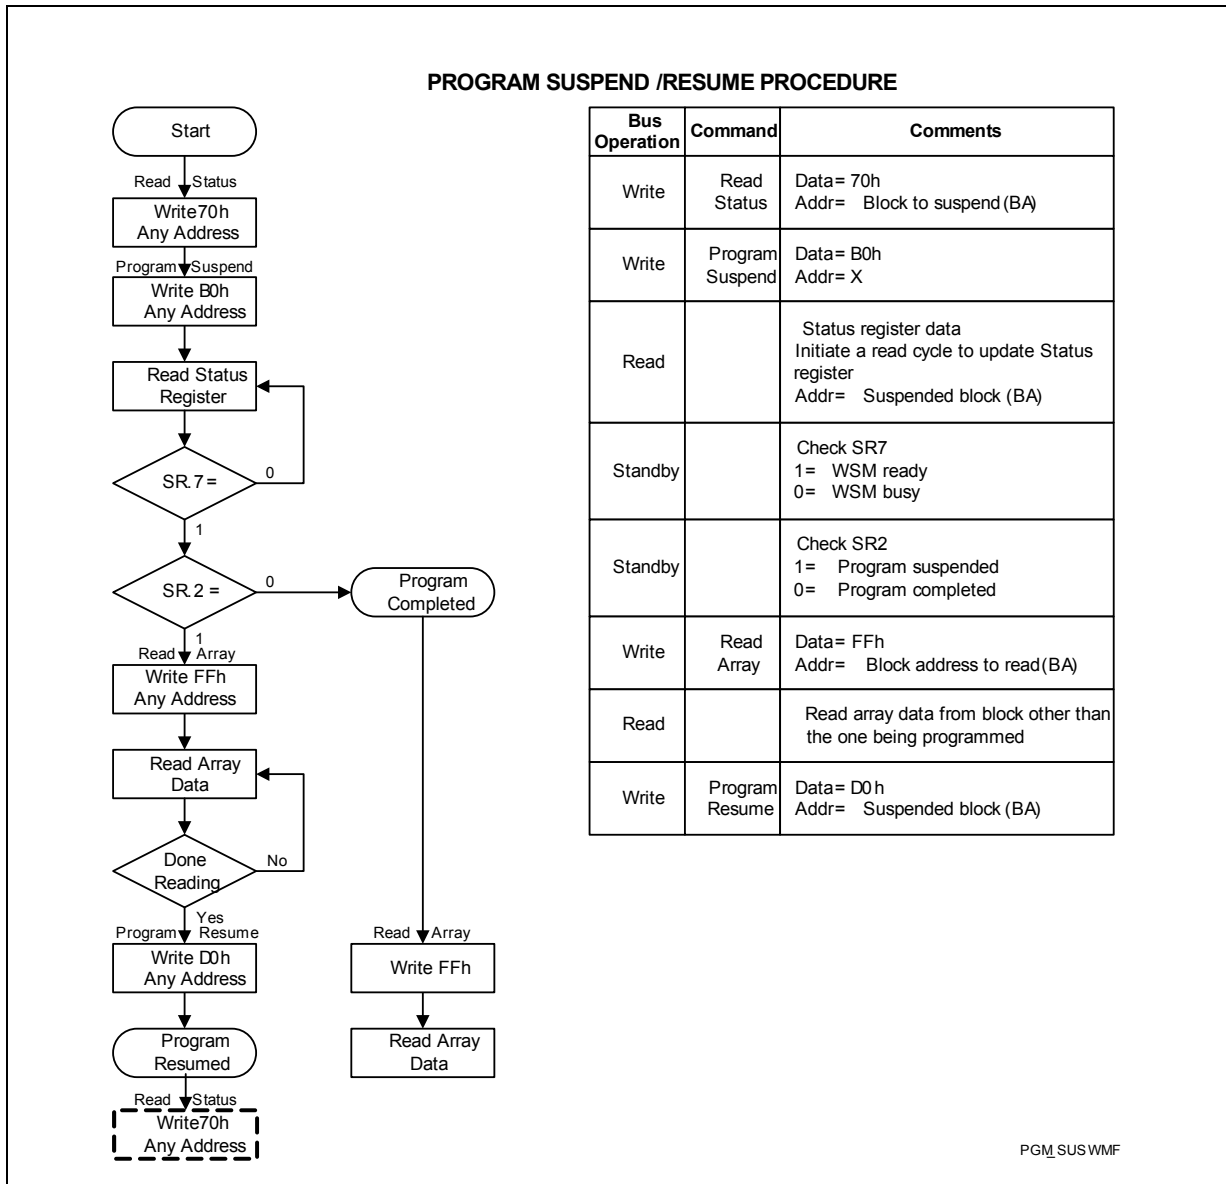 PROGRAM SUSPEND /RESUME PROCEDURE
Start
Read Status
Write70h
Any Address
Program Suspend
Write B0h
Any Address
Read Status
Register
SR.7 =
0
1
SR.2 =
0
Program
Completed
1
Read Array
Write FFh
Any Address
Read Array
Data
Done
Reading
No
Yes
Program Resume
Write D0h
Any Address
Program
Resumed
Read Status
Write70h
Any Address
Read Array
Write FFh
Read Array
Data
Bus
Operation
Command
Comments
Write
Read
Status
Data= 70h
Addr= Block to suspend (BA)
Write
Program
Suspend
Data= B0h
Addr= X
Read
Status register data
Initiate a read cycle to update Status
register
Addr= Suspended block (BA)
Standby
Check SR7
1= WSM ready
0= WSM busy
Standby
Check SR2
1= Program suspended
0= Program completed
Write
Read
Array
Data= FFh
Addr= Block address to read (BA)
Read
Read array data from block other than
the one being programmed
Write
Program
Resume
Data= D0h
Addr= Suspended block (BA)
PGM_SUS WMF